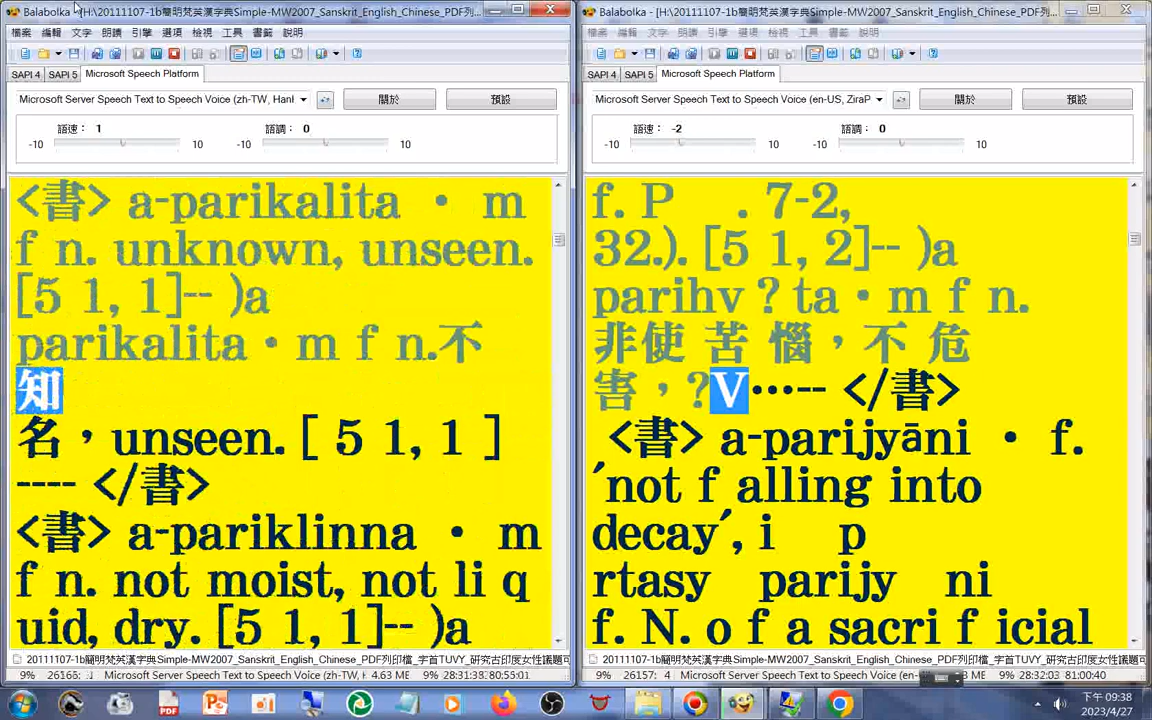 Balabolka - [H:\20111107-1b簡明梵英漢字典Simple-MW2007_Sanskrit_English_Chinese_PDF列...
檔案 編輯 文字 朗讀 引擎 選項 檢視 工具 書籤 說明
SAPI 4 SAPI 5 Microsoft Speech Platform
Microsoft Server Speech Text to Speech Voice (zh-TW, Hanl
關於 預設
語速: 1 語調: 0
-10 10 -10 10
<書> a-parikalita • m
f n. unknown, unseen.
[5 1, 1]-- )a
parikalita • m f n.不
知
名，unseen. [ 5 1, 1 ]
---- </書>
<書> a-pariklinna • m
f n. not moist, not li q
uid, dry. [5 1, 1]-- )a
20111107-1b簡明梵英漢字典Simple-MW2007_Sanskrit_English_Chinese_PDF列印檔_字首TUVY_研究古印度女性議題可
9% 26165: Microsoft Server Speech Text to Speech Voice (zh-TW, H 4.63 MB 9% 28:31:33 80:55:01
Balabolka - [H:\20111107-1b簡明梵英漢字典Simple-MW2007_Sanskrit_English_Chinese_PDF列...
檔案 編輯 文字 朗讀 引擎 選項 檢視 工具 書籤 說明
SAPI 4 SAPI 5 Microsoft Speech Platform
Microsoft Server Speech Text to Speech Voice (en-US, ZiraP
關於 預設
語速: -2 語調: 0
-10 10 -10 10
f. P . 7-2,
32.). [5 1, 2]-- )a
parihv ? ta • m f n.
非使 苦 惱，不 危
害，?V…-- </書>
<書> a-parijyāni • f.
´not f alling into
decay´, i p
rtasy parijy ni
f. N. o f a sacri f icial
20111107-1b簡明梵英漢字典Simple-MW2007_Sanskrit_English_Chinese_PDF列印檔_字首TUVY_研究古印度女性議題可
9% 26157: 4 Microsoft Server Speech Text to Speech Voice (en-US, Z 4.63 MB 9% 28:32:03 81:00:40
PDF
下午 09:38
2023/4/27